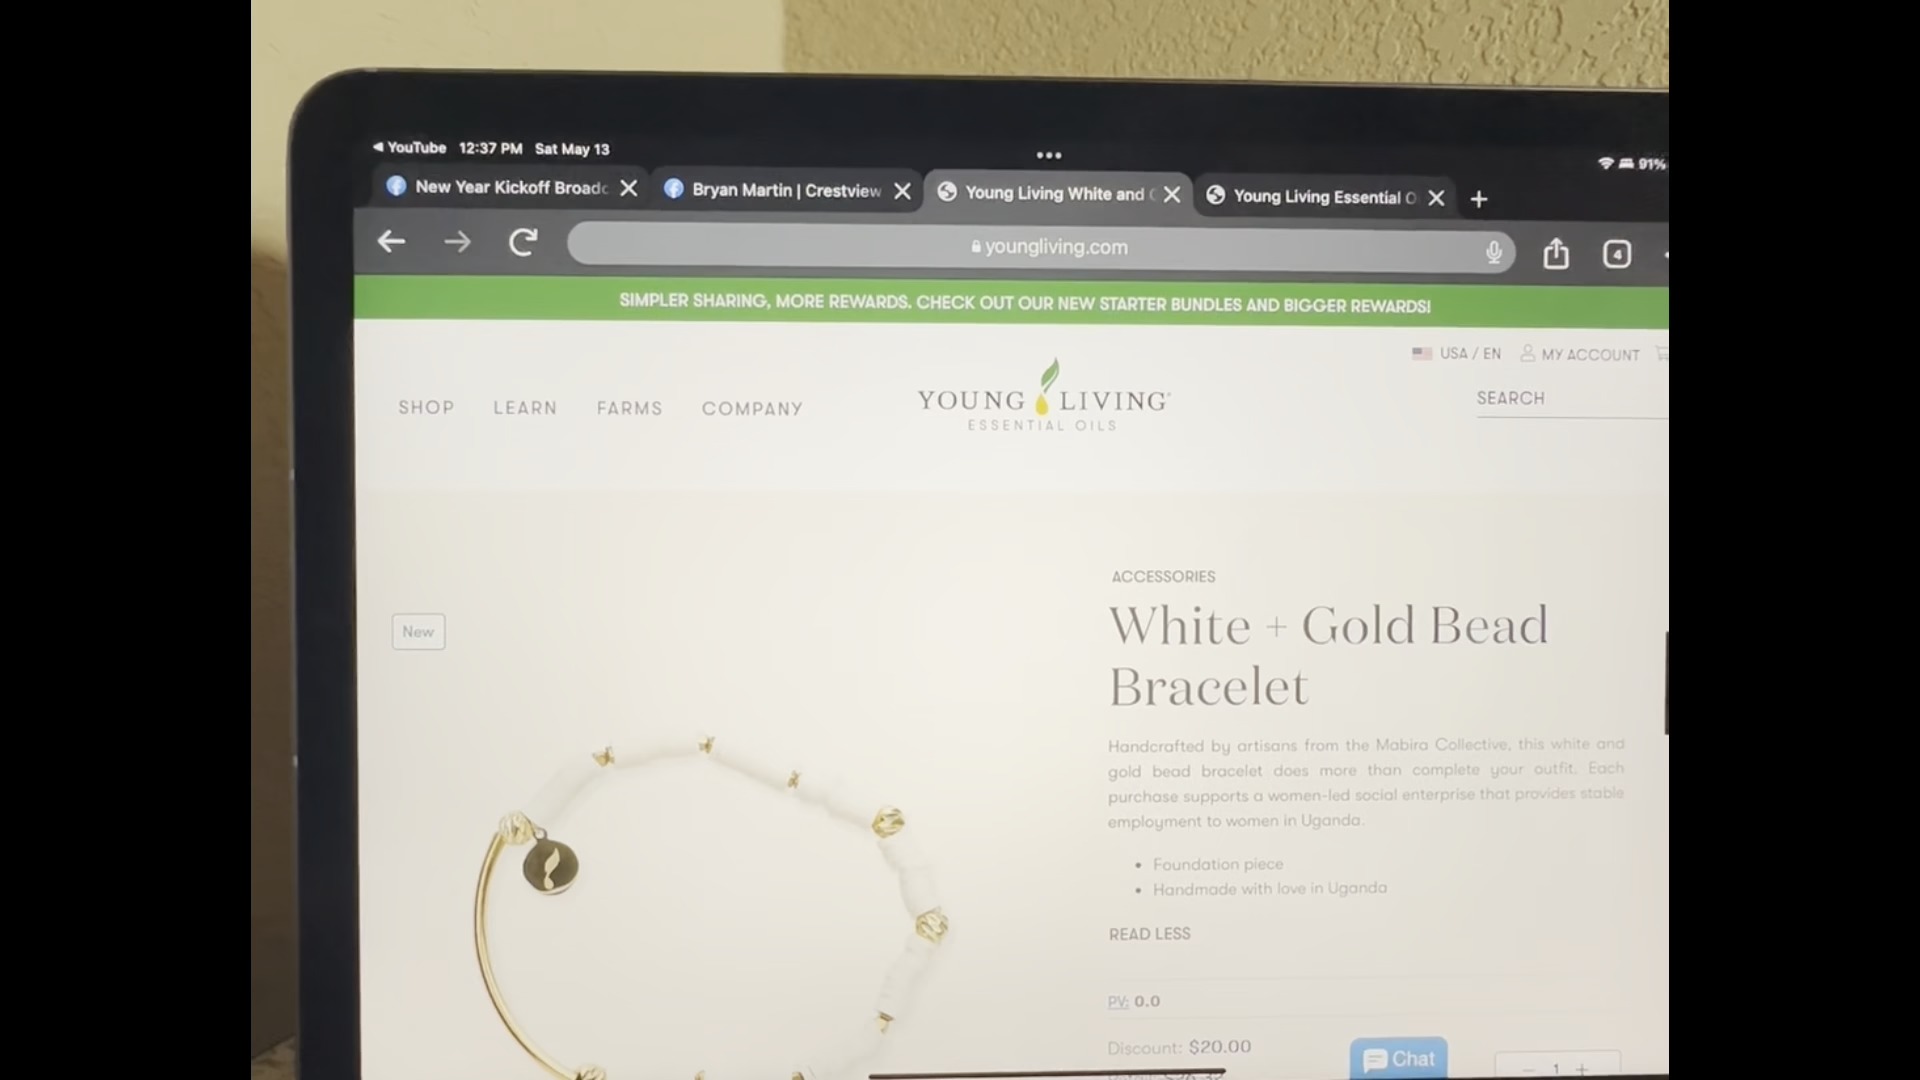 YouTube 12:37 PM Sat May 13
91%
New Year Kickoff Broadc
Bryan Martin | Crestview
Young Living White and
Young Living Essential O
youngliving.com
4
SIMPLER SHARING, MORE REWARDS. CHECK OUT OUR NEW STARTER BUNDLES AND BIGGER REWARDS!
USA / EN MY ACCOUNT
SHOP LEARN FARMS COMPANY
YOUNG LIVING
ESSENTIAL OILS
SEARCH
ACCESSORIES
New
White + Gold Bead
Bracelet
Handcrafted by artisans from the Mabira Collective, this white and
gold bead bracelet does more than complete your outfit. Each
purchase supports a women-led social enterprise that provides stable
employment to women in Uganda.
• Foundation piece
• Handmade with love in Uganda
READ LESS
PV: 0.0
Discount: $20.00
Chat
1 +